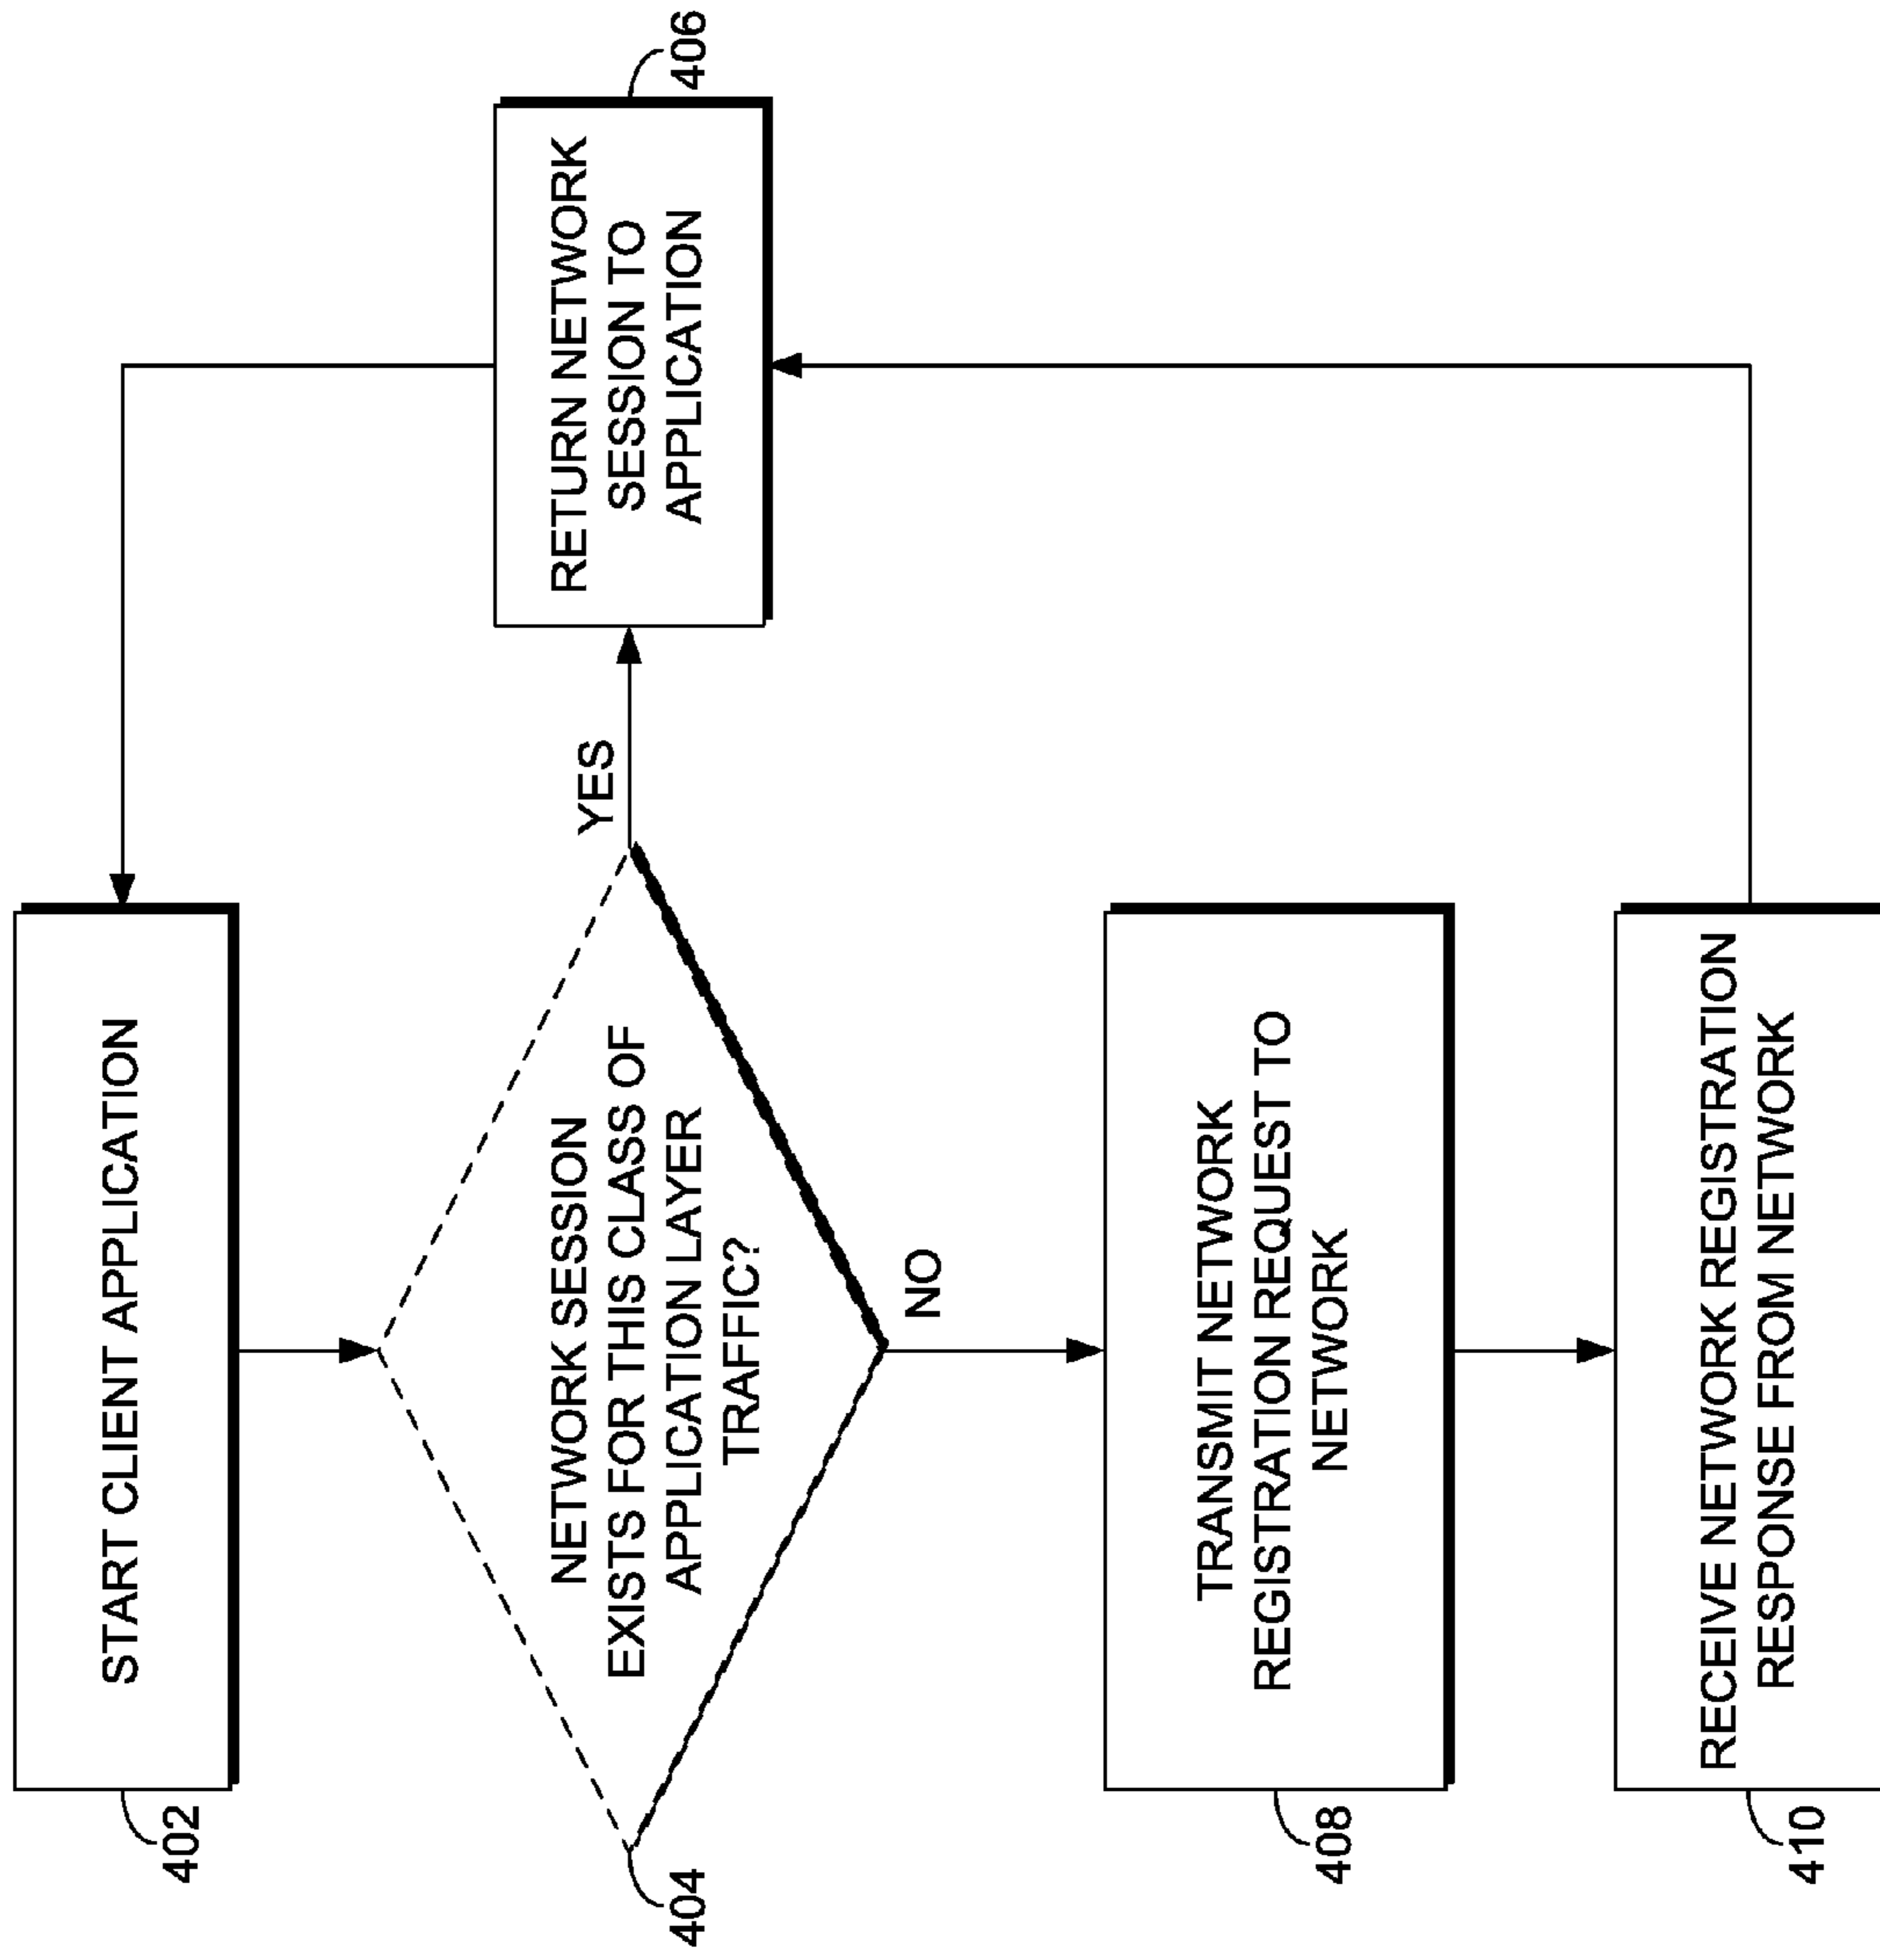 402
START CLIENT APPLICATION
404
NETWORK SESSION
EXISTS FOR THIS CLASS OF
APPLICATION LAYER
TRAFFIC?
YES
RETURN NETWORK
SESSION TO
APPLICATION
406
NO
408
TRANSMIT NETWORK
REGISTRATION REQUEST TO
NETWORK
410
RECEIVE NETWORK REGISTRATION
RESPONSE FROM NETWORK